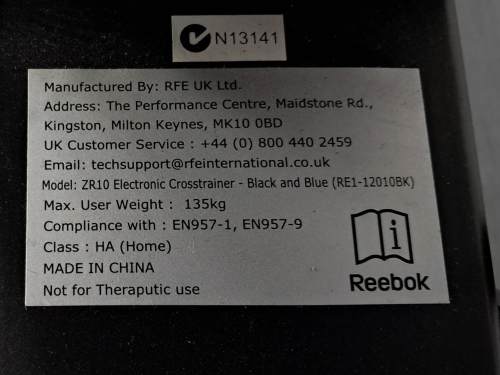 N13141
Manufactured By: RFE UK Ltd.
Address: The Performance Centre, Maidstone Rd.,
Kingston, Milton Keynes, MK10 0BD
UK Customer Service : +44 (0) 800 440 2459
Email: techsupport@rfeinternational.co.uk
Model: ZR10 Electronic Crosstrainer - Black and Blue (RE1-12010BK)
Max. User Weight : 135kg
Compliance with : EN957-1, EN957-9
Class : HA (Home)
MADE IN CHINA
Not for Theraputic use
i
Reebok